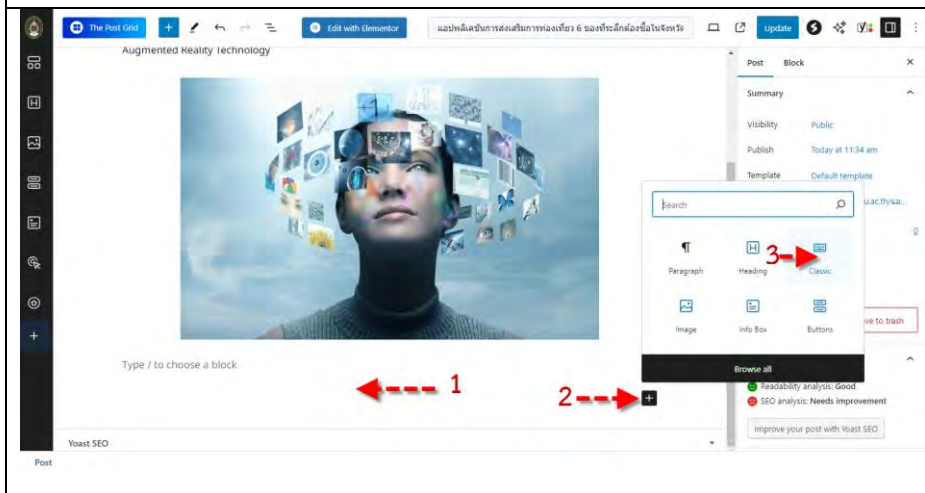 The Post Grid
Edit with Elementor
แอปพลิเคชันการส่งเสริมการท่องเที่ยว 6 ของที่ระลึกต้องซื้อในจังหวัด
Update
Augmented Reality Technology
Post Block
Summary
Visibility Public
Publish Today at 11:34 am
Template Default template
Search
0
Paragraph
Heading
3
Classic
Image
Info Box
Buttons
ve to trash
Browse all
Type / to choose a block
1
2
Readability analysis: Good
SEO analysis: Needs improvement
Improve your post with Yoast SEO
Yoast SEO
Post